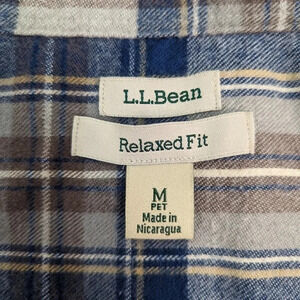 L.L.Bean
Relaxed Fit
M
PET
Made in
Nicaragua